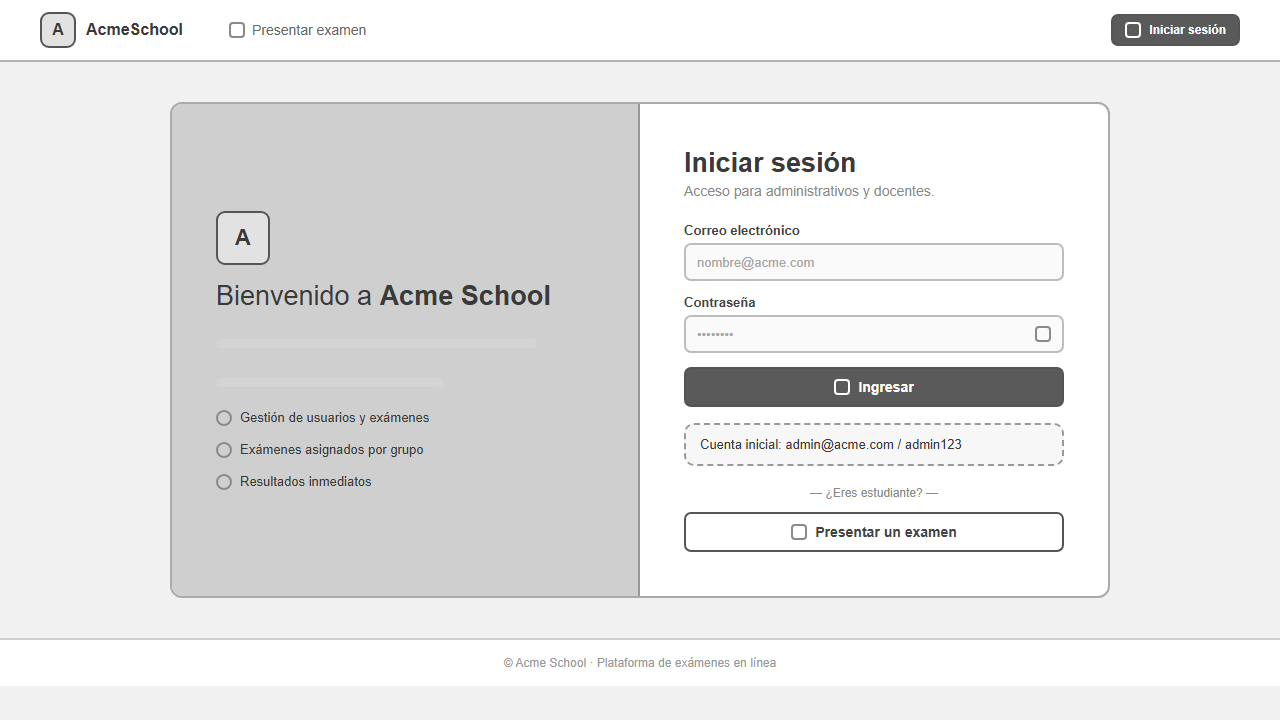 A AcmeSchool Presentar examen Iniciar sesión
A
Bienvenido a Acme School
Gestión de usuarios y exámenes
Exámenes asignados por grupo
Resultados inmediatos
Iniciar sesión
Acceso para administrativos y docentes.
Correo electrónico
nombre@acme.com
Contraseña
••••••••
Ingresar
Cuenta inicial: admin@acme.com / admin123
— ¿Eres estudiante? —
Presentar un examen
© Acme School · Plataforma de exámenes en línea